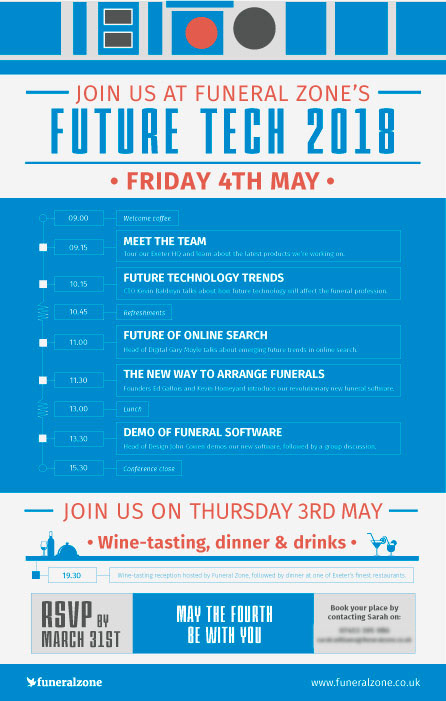 JOIN US AT FUNERAL ZONE'S
FUTURE TECH 2018
• FRIDAY 4TH MAY •
09.00 Welcome coffee
09.15 MEET THE TEAM
Tour our Exeter HQ and learn about the latest products we're working on.
10.15 FUTURE TECHNOLOGY TRENDS
CTO Kevin talks about how future technology will affect the funeral profession.
10.45 Refreshments
11.00 FUTURE OF ONLINE SEARCH
Head of Digital Gary talks about emerging future trends in online search.
11.30 THE NEW WAY TO ARRANGE FUNERALS
Founders Ed Gallois and Kevin Homeyard introduce our revolutionary new funeral software.
13.00 Lunch
13.30 DEMO OF FUNERAL SOFTWARE
Head of Design John demos our new software, followed by a group discussion.
15.30 Conference close
JOIN US ON THURSDAY 3RD MAY
• Wine-tasting, dinner & drinks •
19.30 Wine-tasting reception hosted by Funeral Zone, followed by dinner at one of Exeter's finest restaurants.
RSVP BY
MARCH 31ST
MAY THE FOURTH
BE WITH YOU
Book your place by
contacting Sarah on:
funeralzone
www.funeralzone.co.uk